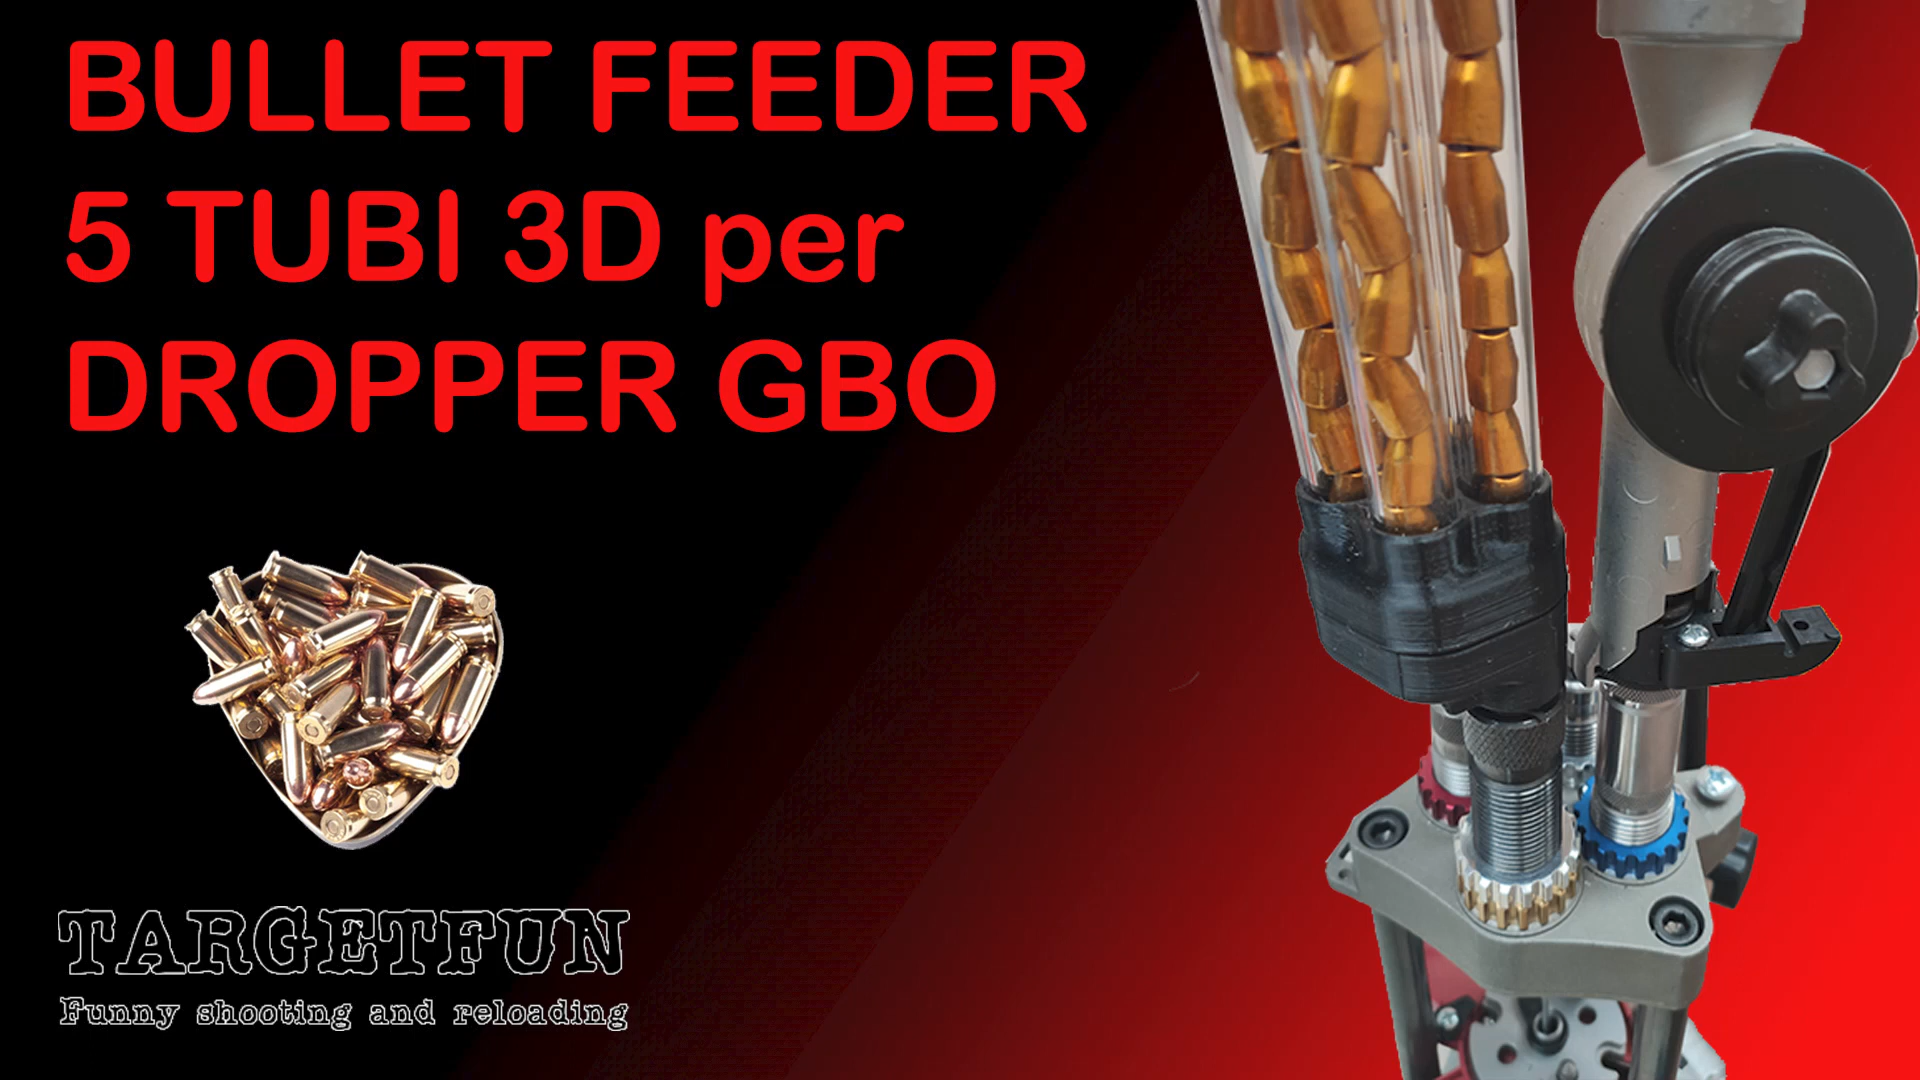 BULLET FEEDER
5 TUBI 3D per
DROPPER GBO
TARGETFUN
Funny shooting and reloading